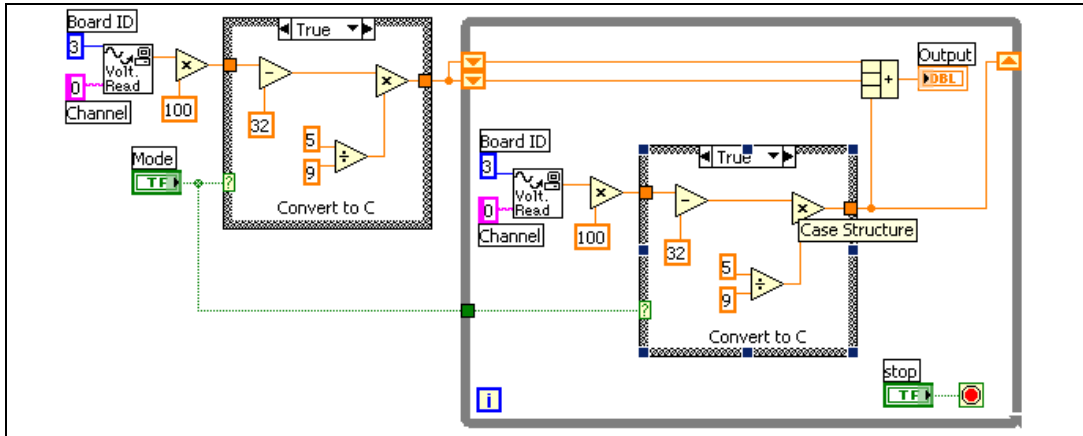 Board ID
3
Volt.
Read
0
Channel
×
100
True
−
32
×
5
9
÷
Convert to C
Mode
TF
?
Board ID
3
Volt.
Read
0
Channel
×
100
True
−
32
×
Case Structure
5
9
÷
?
Convert to C
+
Output
DBL
stop
TF
i